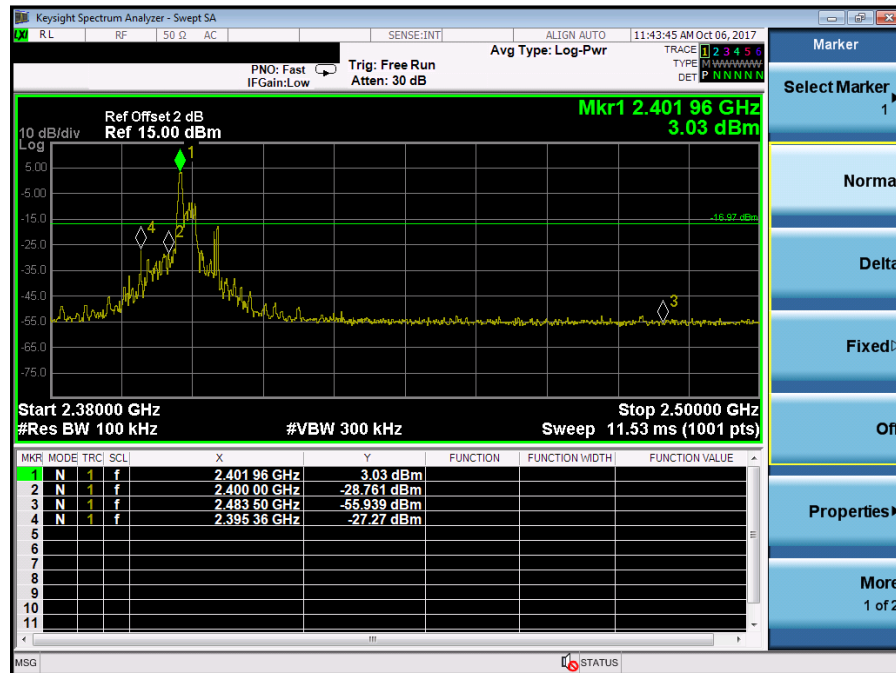 Keysight Spectrum Analyzer - Swept SA
LXI RL RF 50 Ω AC SENSE:INT ALIGN AUTO 11:43:45 AM Oct 06, 2017
PNO: Fast Trig: Free Run Avg Type: Log-Pwr TRACE 1 2 3 4 5 6
IFGain:Low Atten: 30 dB TYPE M WWWWW
DET P N N N N N
Ref Offset 2 dB Mkr1 2.401 96 GHz
10 dB/div Ref 15.00 dBm 3.03 dBm
Log
1
5.00
-5.00
-15.0
-16.97 dBm
4
2
-25.0
-35.0
-45.0
3
-55.0
-65.0
-75.0
Start 2.38000 GHz Stop 2.50000 GHz
#Res BW 100 kHz #VBW 300 kHz Sweep 11.53 ms (1001 pts)
MKR MODE TRC SCL X Y FUNCTION FUNCTION WIDTH FUNCTION VALUE
1 N 1 f 2.401 96 GHz 3.03 dBm
2 N 1 f 2.400 00 GHz -28.761 dBm
3 N 1 f 2.483 50 GHz -55.939 dBm
4 N 1 f 2.395 36 GHz -27.27 dBm
5
6
7
8
9
10
11
MSG STATUS
Marker
Select Marker
1
Norma
Delta
Fixed
Off
Properties
More
1 of 2